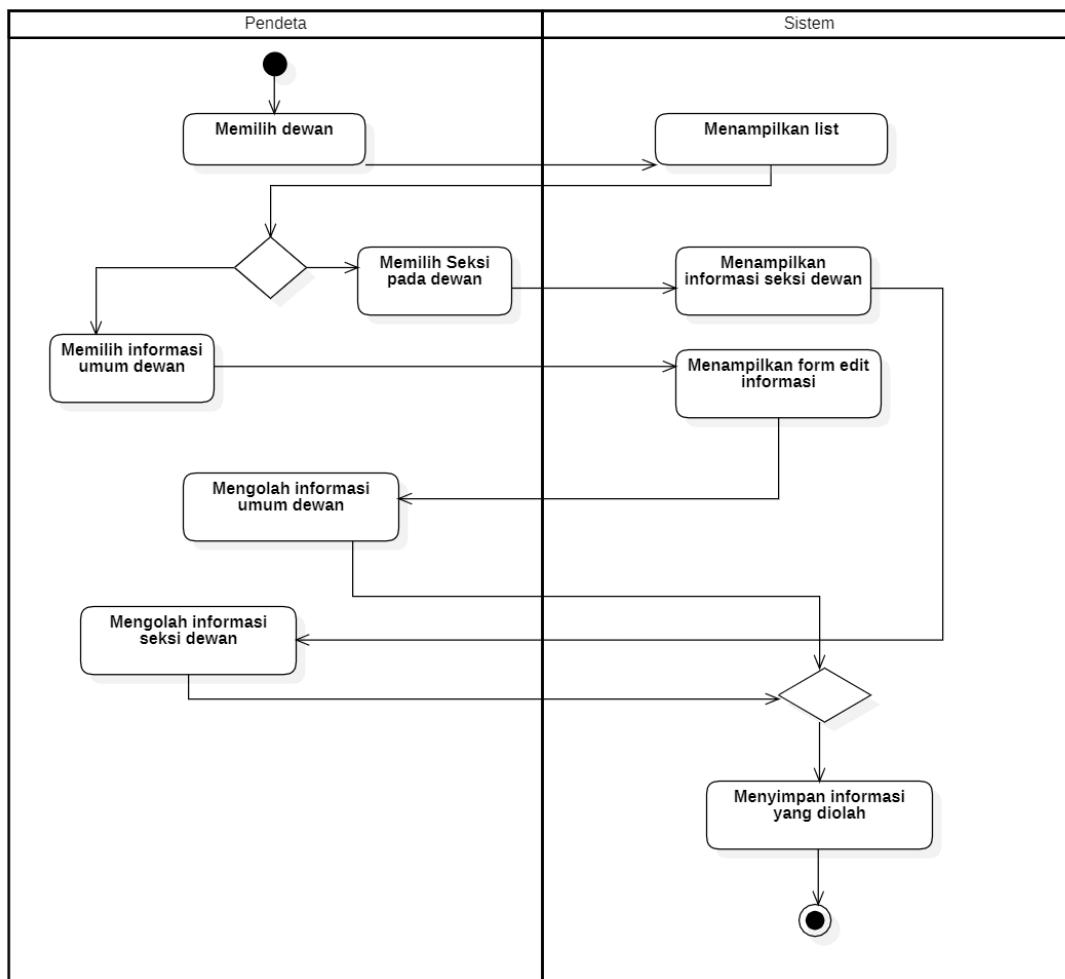 Pendeta
Sistem
Memilih dewan
Menampilkan list
Memilih Seksi
pada dewan
Menampilkan
informasi seksi dewan
Memilih informasi
umum dewan
Menampilkan form edit
informasi
Mengolah informasi
umum dewan
Mengolah informasi
seksi dewan
Menyimpan informasi
yang diolah